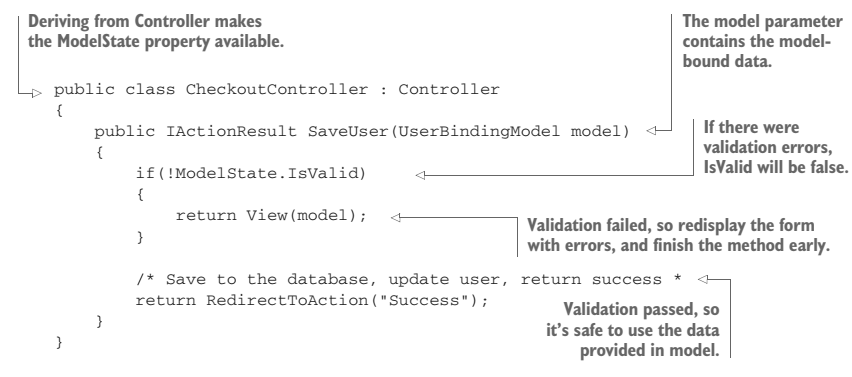 Deriving from Controller makes
the ModelState property available.
The model parameter
contains the model-
bound data.
public class CheckoutController : Controller
{
public IActionResult SaveUser(UserBindingModel model)
{
If there were
validation errors,
IsValid will be false.
if(!ModelState.IsValid)
{
return View(model);
}
Validation failed, so redisplay the form
with errors, and finish the method early.
/* Save to the database, update user, return success *
return RedirectToAction("Success");
}
}
Validation passed, so
it's safe to use the data
provided in model.